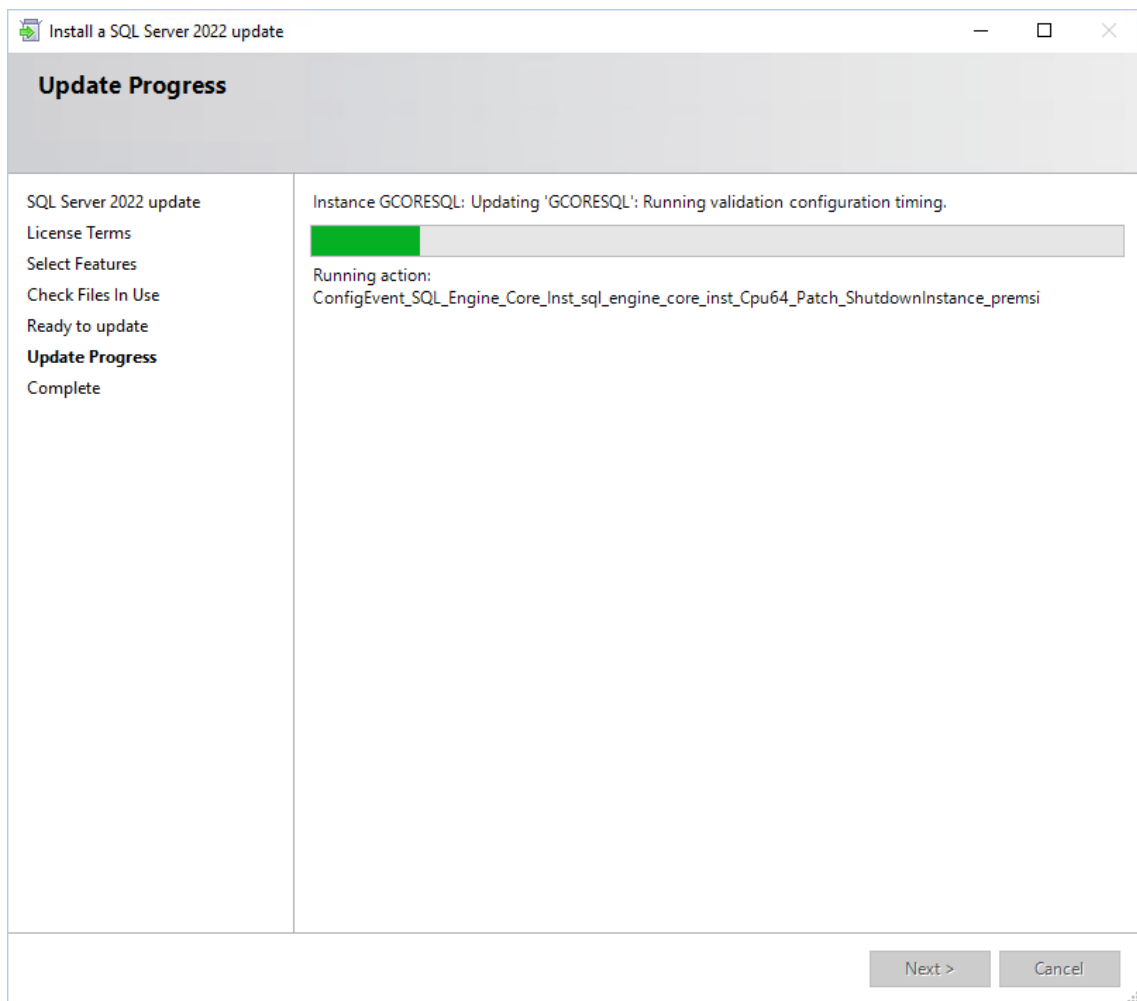 Install a SQL Server 2022 update
Update Progress
SQL Server 2022 update
License Terms
Select Features
Check Files In Use
Ready to update
Update Progress
Complete
Instance GCORESQL: Updating 'GCORESQL': Running validation configuration timing.
Running action:
ConfigEvent_SQL_Engine_Core_Inst_sql_engine_core_inst_Cpu64_Patch_ShutdownInstance_premsi
Next >
Cancel